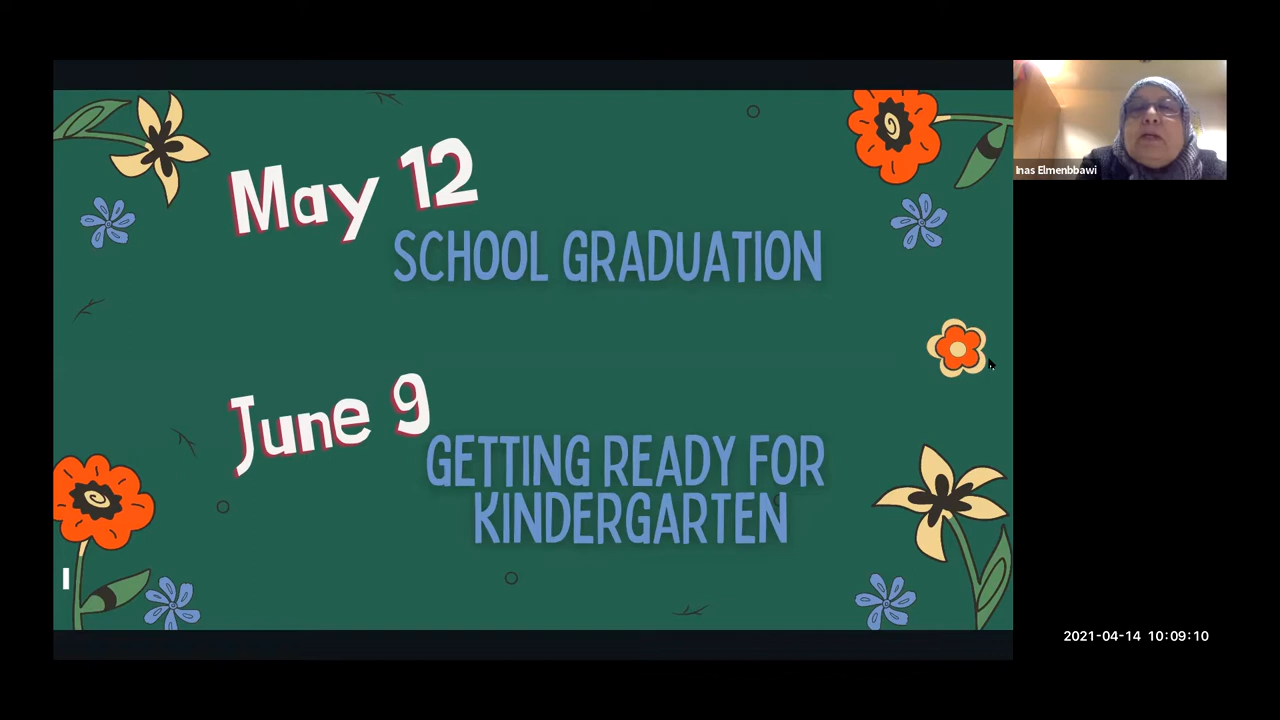 May 12
SCHOOL GRADUATION
June 9
GETTING READY FOR
KINDERGARTEN
Inas Elmenbbawi
2021-04-14 10:09:10